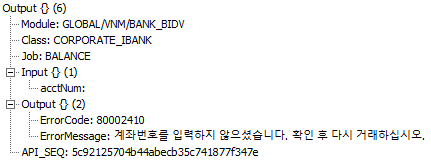 Output {} (6)
Module: GLOBAL/VNM/BANK_BIDV
Class: CORPORATE_IBANK
Job: BALANCE
Input {} (1)
acctNum:
Output {} (2)
ErrorCode: 80002410
ErrorMessage: 계좌번호를 입력하지 않으셨습니다. 확인 후 다시 거래하십시오.
API_SEQ: 5c92125704b44abecb35c741877f347e